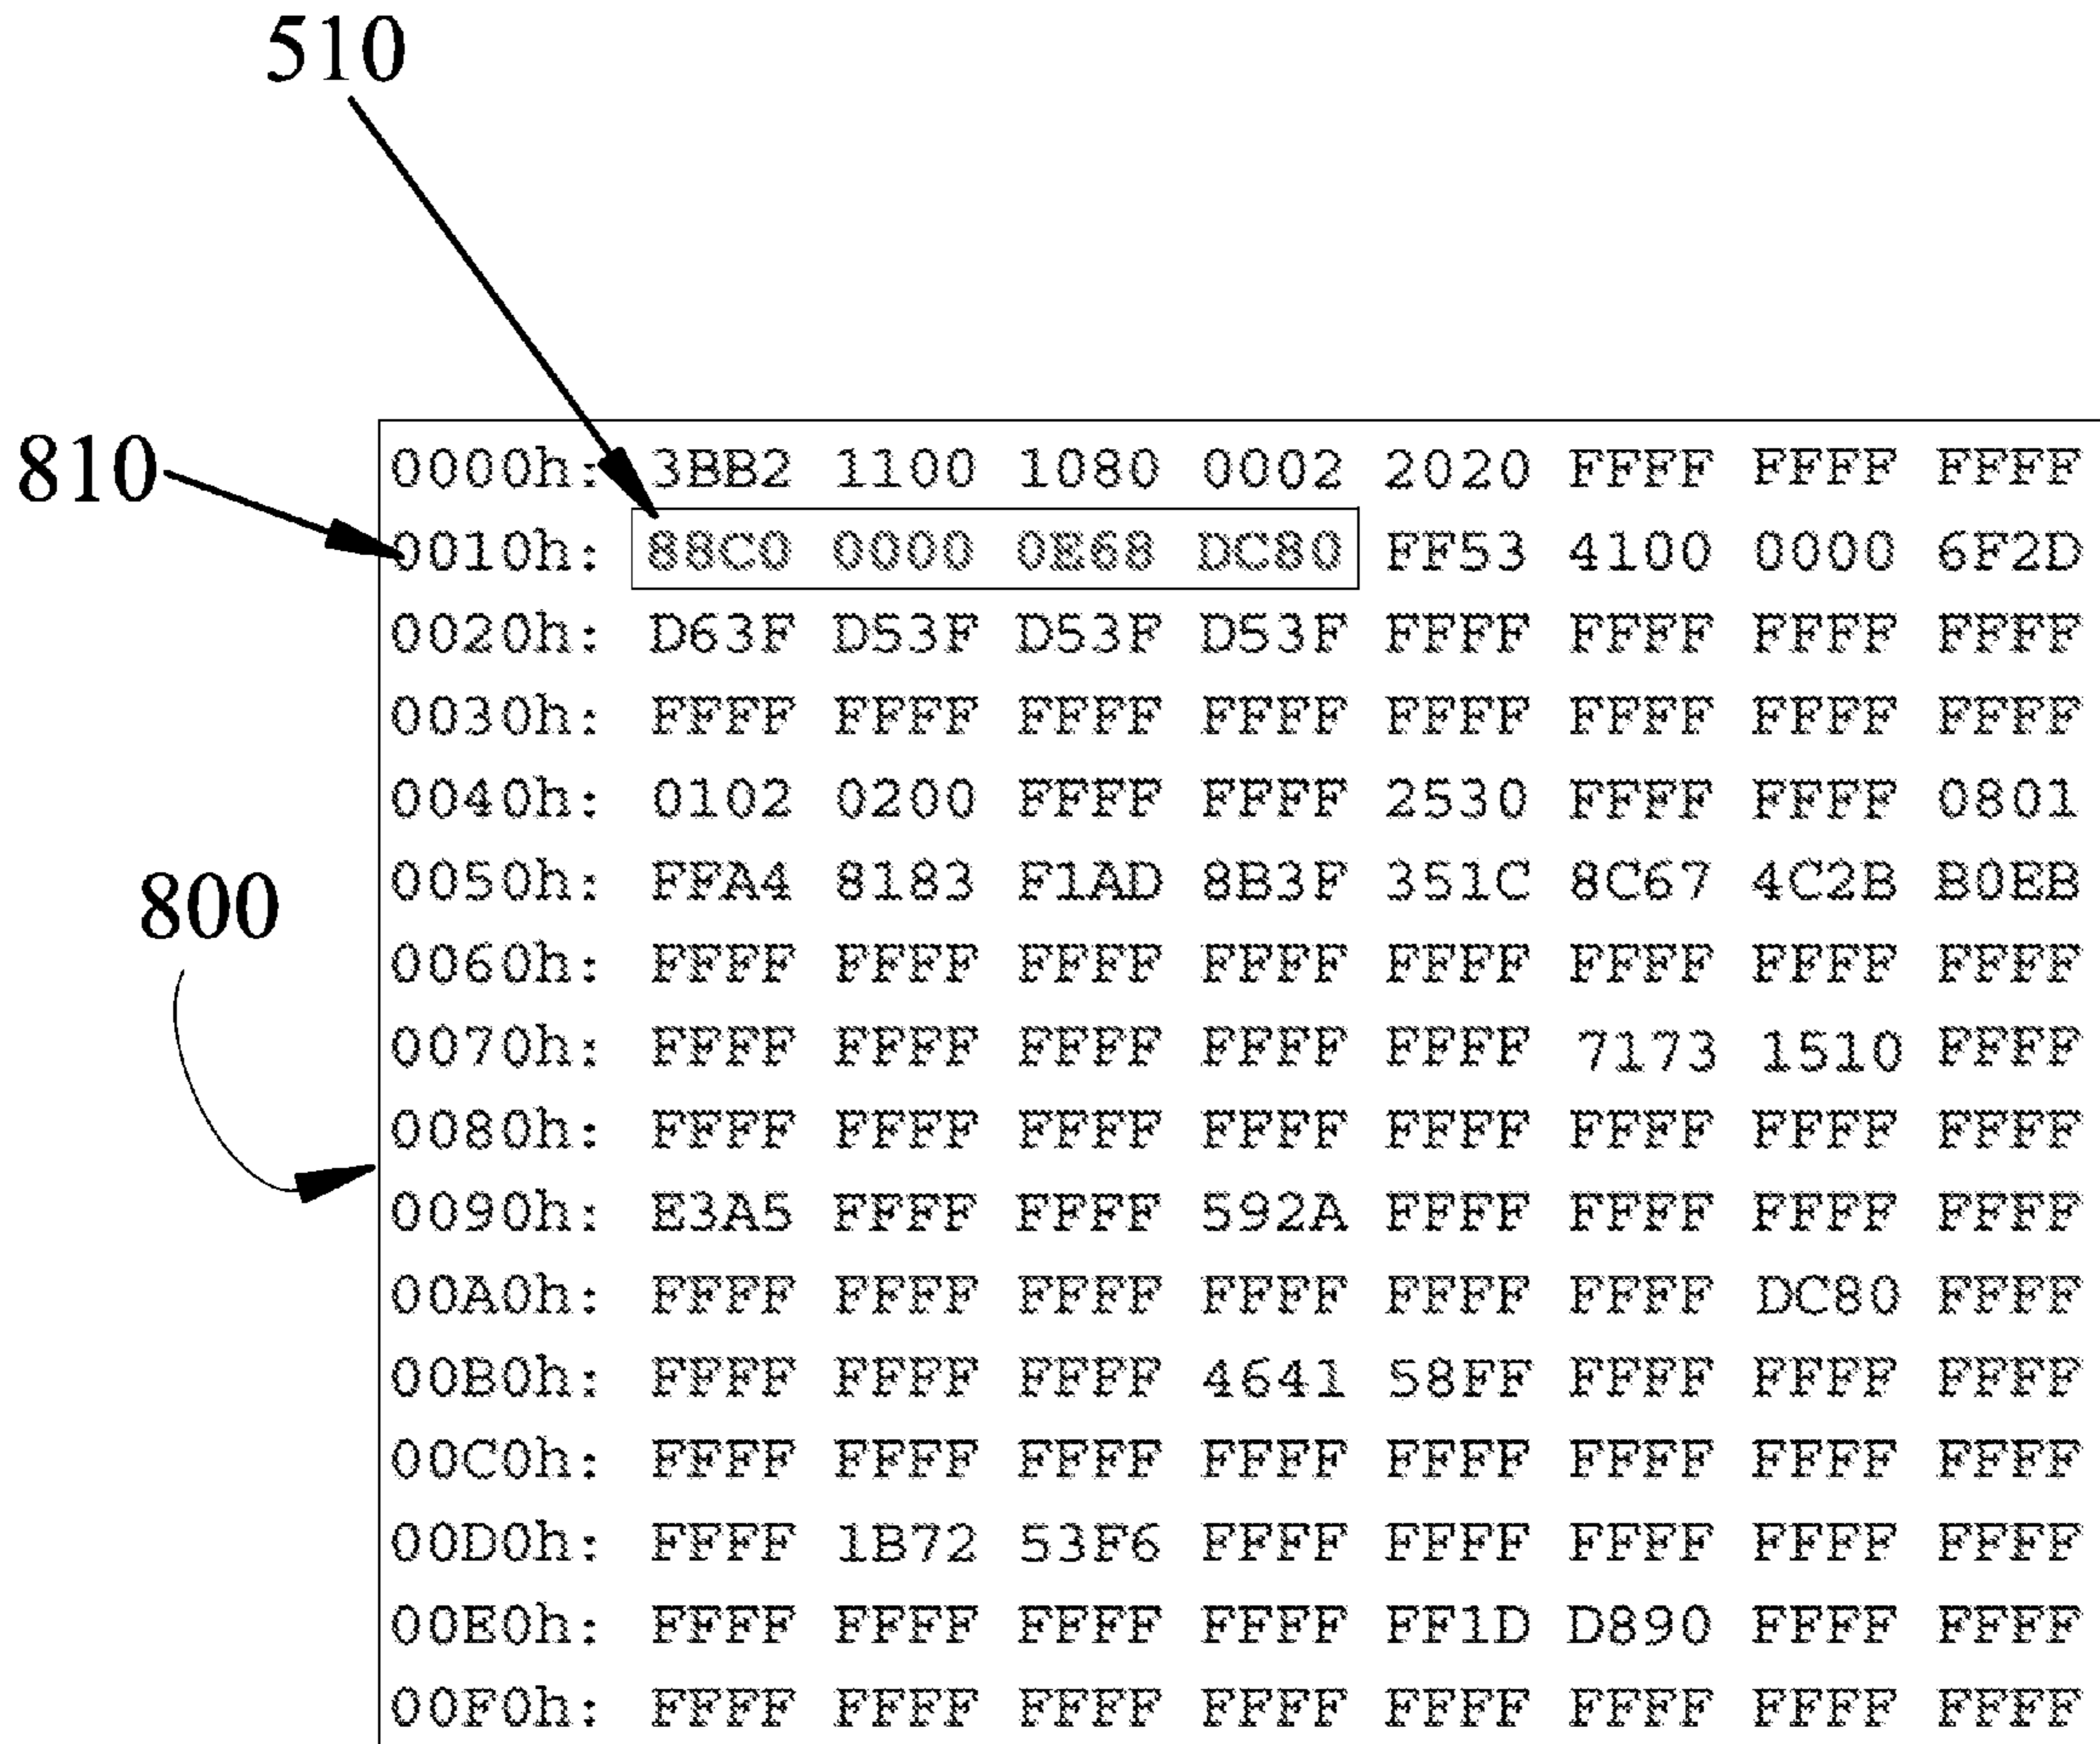 510
810
0000h: 3BB2 1100 1080 0002 2020 FFFF FFFF FFFF
0010h: 88C0 0000 0E68 DC80 FF53 4100 0000 6F2D
0020h: D63F D53F D53F D53F FFFF FFFF FFFF FFFF
0030h: FFFF FFFF FFFF FFFF FFFF FFFF FFFF FFFF
0040h: 0102 0200 FFFF FFFF 2530 FFFF FFFF 0801
800
0050h: FFA4 8183 F1AD 8B3F 351C 8C67 4C2B B0EB
0060h: FFFF FFFF FFFF FFFF FFFF FFFF FFFF FFFF
0070h: FFFF FFFF FFFF FFFF FFFF 7173 1510 FFFF
0080h: FFFF FFFF FFFF FFFF FFFF FFFF FFFF FFFF
0090h: E3A5 FFFF FFFF 592A FFFF FFFF FFFF FFFF
00A0h: FFFF FFFF FFFF FFFF FFFF FFFF DC80 FFFF
00B0h: FFFF FFFF FFFF 4641 58FF FFFF FFFF FFFF
00C0h: FFFF FFFF FFFF FFFF FFFF FFFF FFFF FFFF
00D0h: FFFF 1B72 53F6 FFFF FFFF FFFF FFFF FFFF
00E0h: FFFF FFFF FFFF FFFF FF1D D890 FFFF FFFF
00F0h: FFFF FFFF FFFF FFFF FFFF FFFF FFFF FFFF